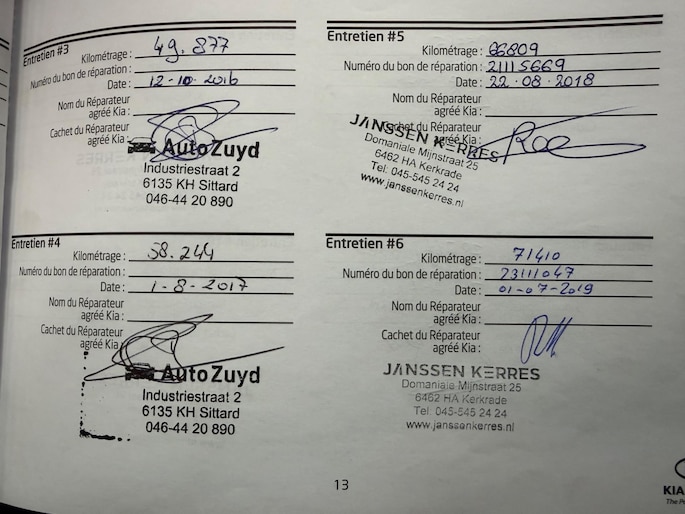 Entretien #3
Kilométrage : 49.877
Numéro du bon de réparation :
Date : 12-10-2016
Nom du Réparateur
agréé Kia :
Cachet du Réparateur
agréé Kia :
AutoZuyd
Industriestraat 2
6135 KH Sittard
046-44 20 890
Entretien #4
Kilométrage : 58.244
Numéro du bon de réparation :
Date : 1-8-2017
Nom du Réparateur
agréé Kia :
Cachet du Réparateur
agréé Kia :
AutoZuyd
Industriestraat 2
6135 KH Sittard
046-44 20 890
Entretien #5
Kilométrage : 66809
Numéro du bon de réparation : 21115669
Date : 22.08.2018
Nom du Réparateur
agréé Kia :
Cachet du Réparateur
agréé Kia :
JANSSEN KERRES
Domaniale Mijnstraat 25
6462 HA Kerkrade
Tel: 045-545 24 24
www.janssenkerres.nl
Entretien #6
Kilométrage : 71410
Numéro du bon de réparation : 23111047
Date : 01-07-2019
Nom du Réparateur
agréé Kia :
Cachet du Réparateur
agréé Kia :
JANSSEN KERRES
Domaniale Mijnstraat 25
6462 HA Kerkrade
Tel: 045-545 24 24
www.janssenkerres.nl
13
KIA